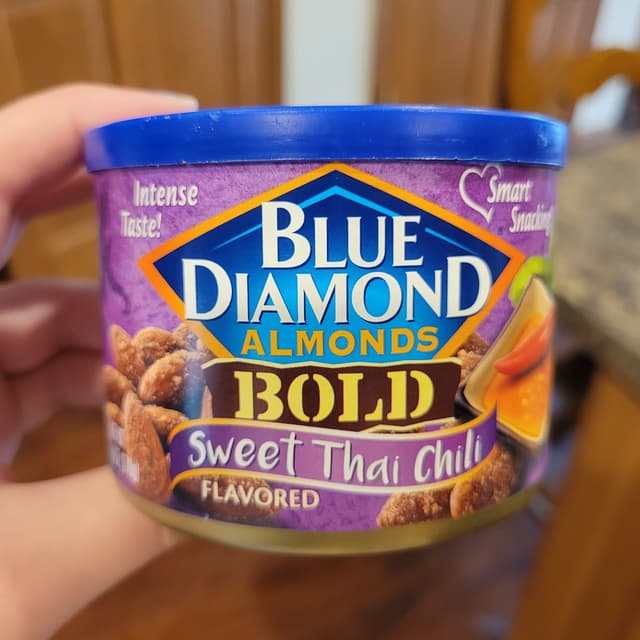 Intense
Taste!
Smart
Snacking
BLUE
DIAMOND
ALMONDS
BOLD
Sweet Thai Chili
FLAVORED